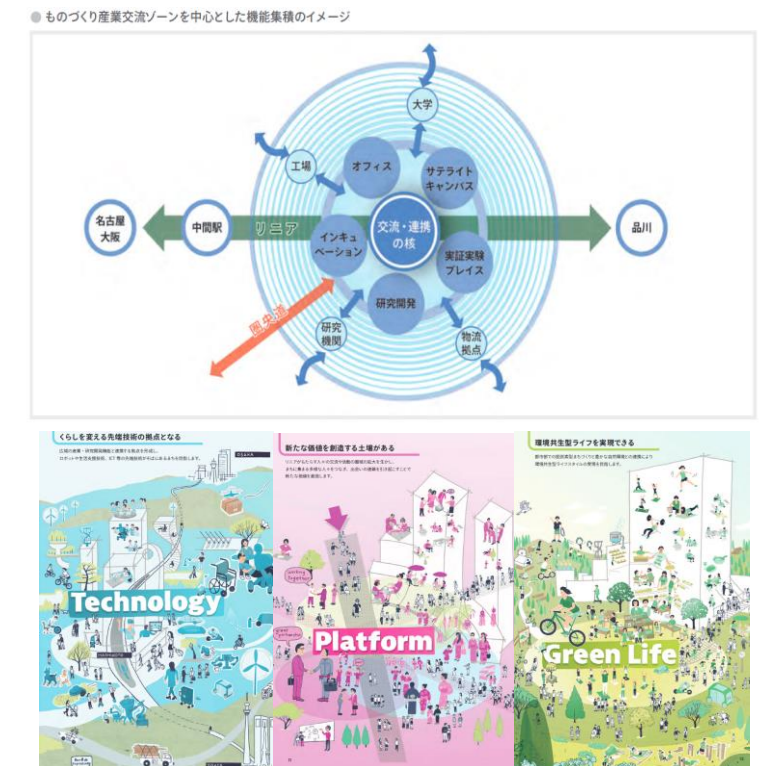 ● ものづくり産業交流ゾーンを中心とした機能集積のイメージ
大学
工場
オフィス
サテライト
キャンパス
名古屋
大阪
中間駅
リニア
交流・連携
の核
品川
インキュ
ベーション
実証実験
プレイス
研究開発
圏央道
研究
機関
物流
拠点
くらしを変える先端技術の拠点となる
Technology
新たな価値を創造する土壌がある
Platform
環境共生型ライフを実現できる
Green Life